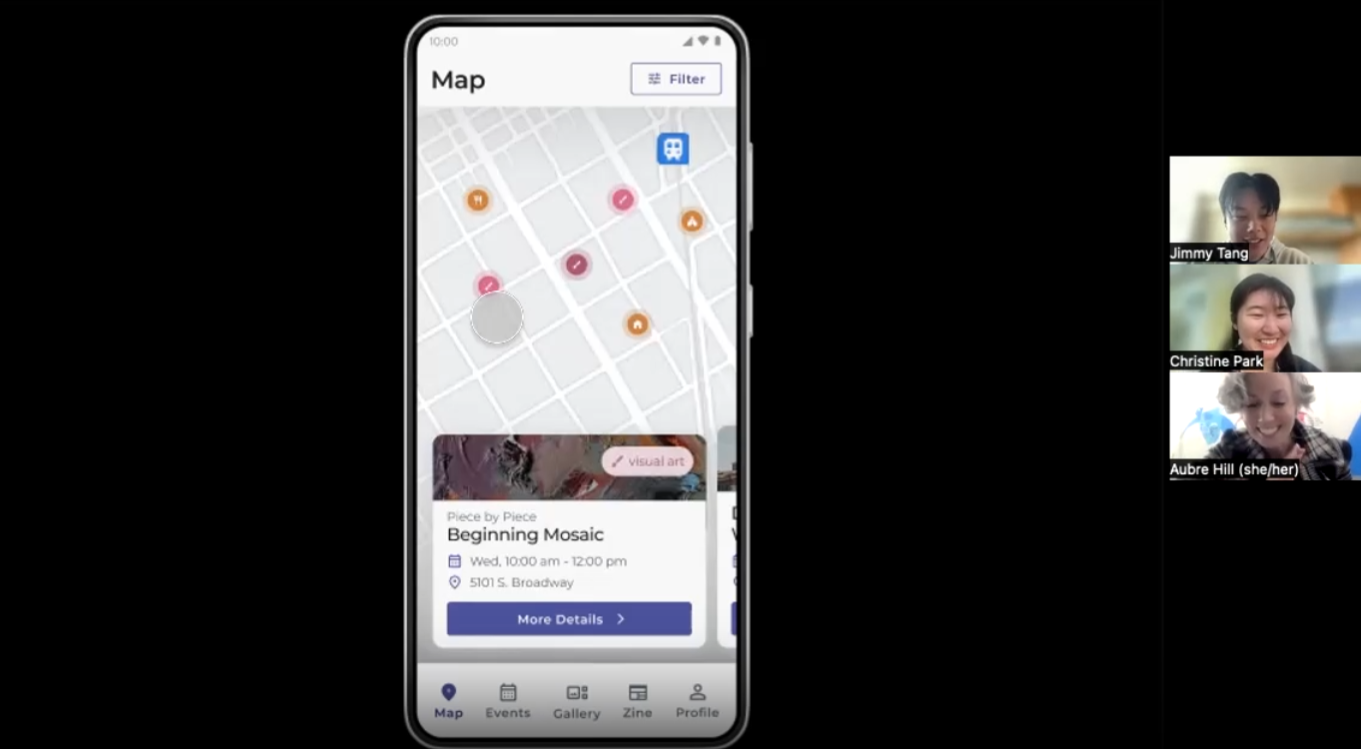 10:00
Map
Filter
visual art
Piece by Piece
Beginning Mosaic
Wed, 10:00 am - 12:00 pm
5101 S. Broadway
More Details
Map
Events
Gallery
Zine
Profile
Jimmy Tang
Christine Park
Aubre Hill (she/her)